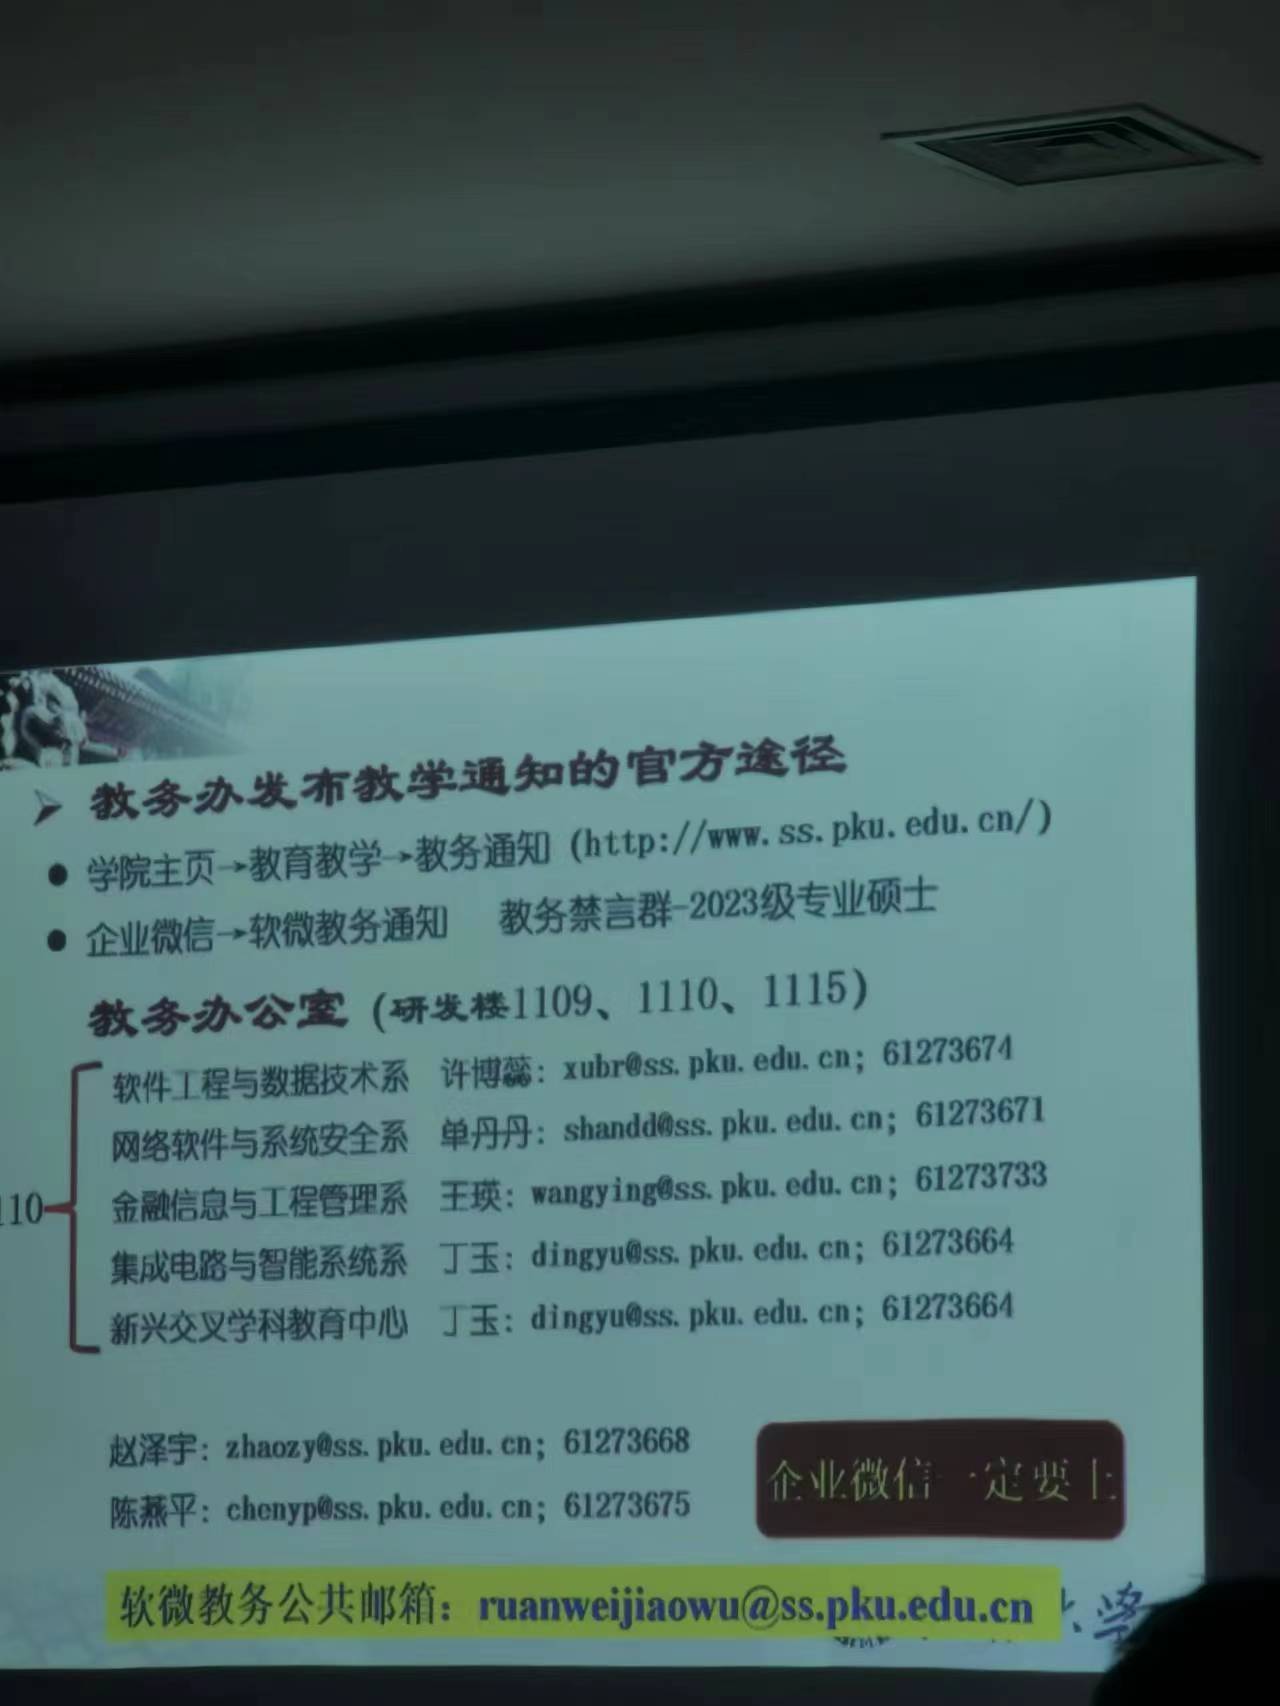 教务办发布教学通知的官方途径
学院主页→教育教学→教务通知 (http://www.ss.pku.edu.cn/)
企业微信→软微教务通知 教务禁言群-2023级专业硕士
教务办公室 (研发楼1109、1110、1115)
软件工程与数据技术系 许博蕊: xubr@ss.pku.edu.cn; 61273674
网络软件与系统安全系 单丹丹: shandd@ss.pku.edu.cn; 61273671
110
金融信息与工程管理系 王瑛: wangying@ss.pku.edu.cn; 61273733
集成电路与智能系统系 丁玉: dingyu@ss.pku.edu.cn; 61273664
新兴交叉学科教育中心 丁玉: dingyu@ss.pku.edu.cn; 61273664
赵泽宇: zhaozy@ss.pku.edu.cn; 61273668
陈燕平: chenyp@ss.pku.edu.cn; 61273675
企业微信一定要上
软微教务公共邮箱: ruanweijiaowu@ss.pku.edu.cn